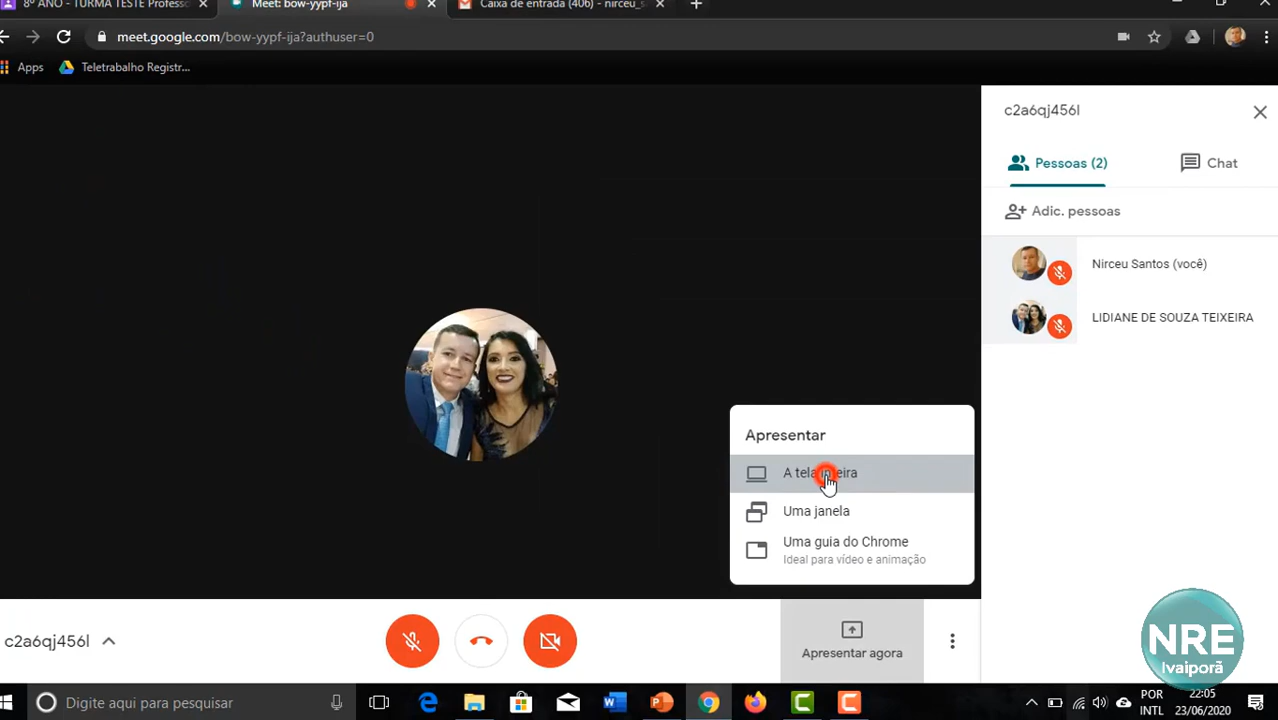 8º ANO - TURMA TESTE Professo
Meet: bow-yypf-ija
Caixa de entrada (406) - nirceu_s
meet.google.com/bow-yypf-ija?authuser=0
Apps
Teletrabalho Registr...
c2a6qj456l
Pessoas (2)
Chat
Adic. pessoas
Nirceu Santos (você)
LIDIANE DE SOUZA TEIXEIRA
Apresentar
A tela inteira
Uma janela
Uma guia do Chrome
Ideal para vídeo e animação
c2a6qj456l
Apresentar agora
NRE
Ivaiporã
Digite aqui para pesquisar
POR
INTL
22:05
23/06/2020